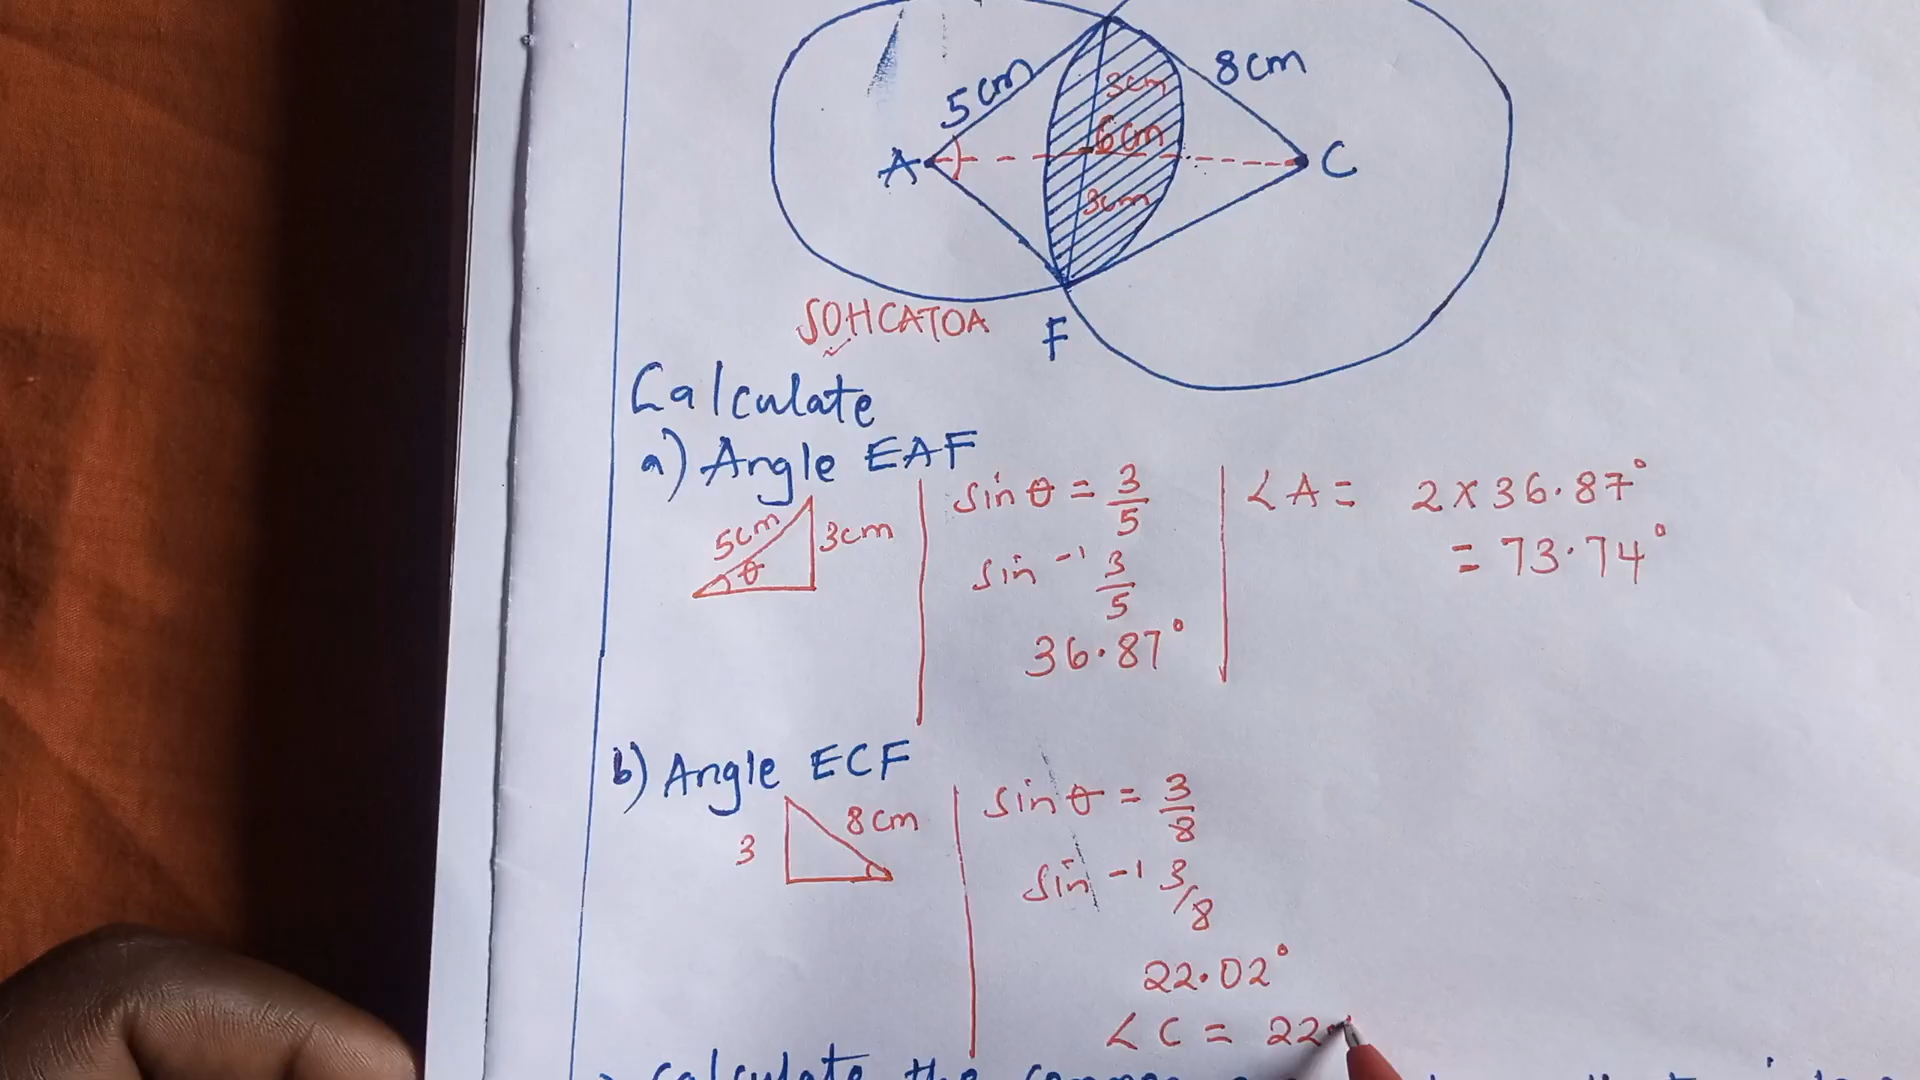 5cm
8cm
3cm
6cm
A
C
3cm
SOHCATOA
F
Calculate
a) Angle EAF
5cm
3cm
θ
sin θ = 3/5
sin⁻¹ 3/5
36.87°
∠A = 2 x 36.87°
= 73.74°
b) Angle ECF
3
8cm
sin θ = 3/8
sin⁻¹ 3/8
22.02°
∠C = 22
Calculate the